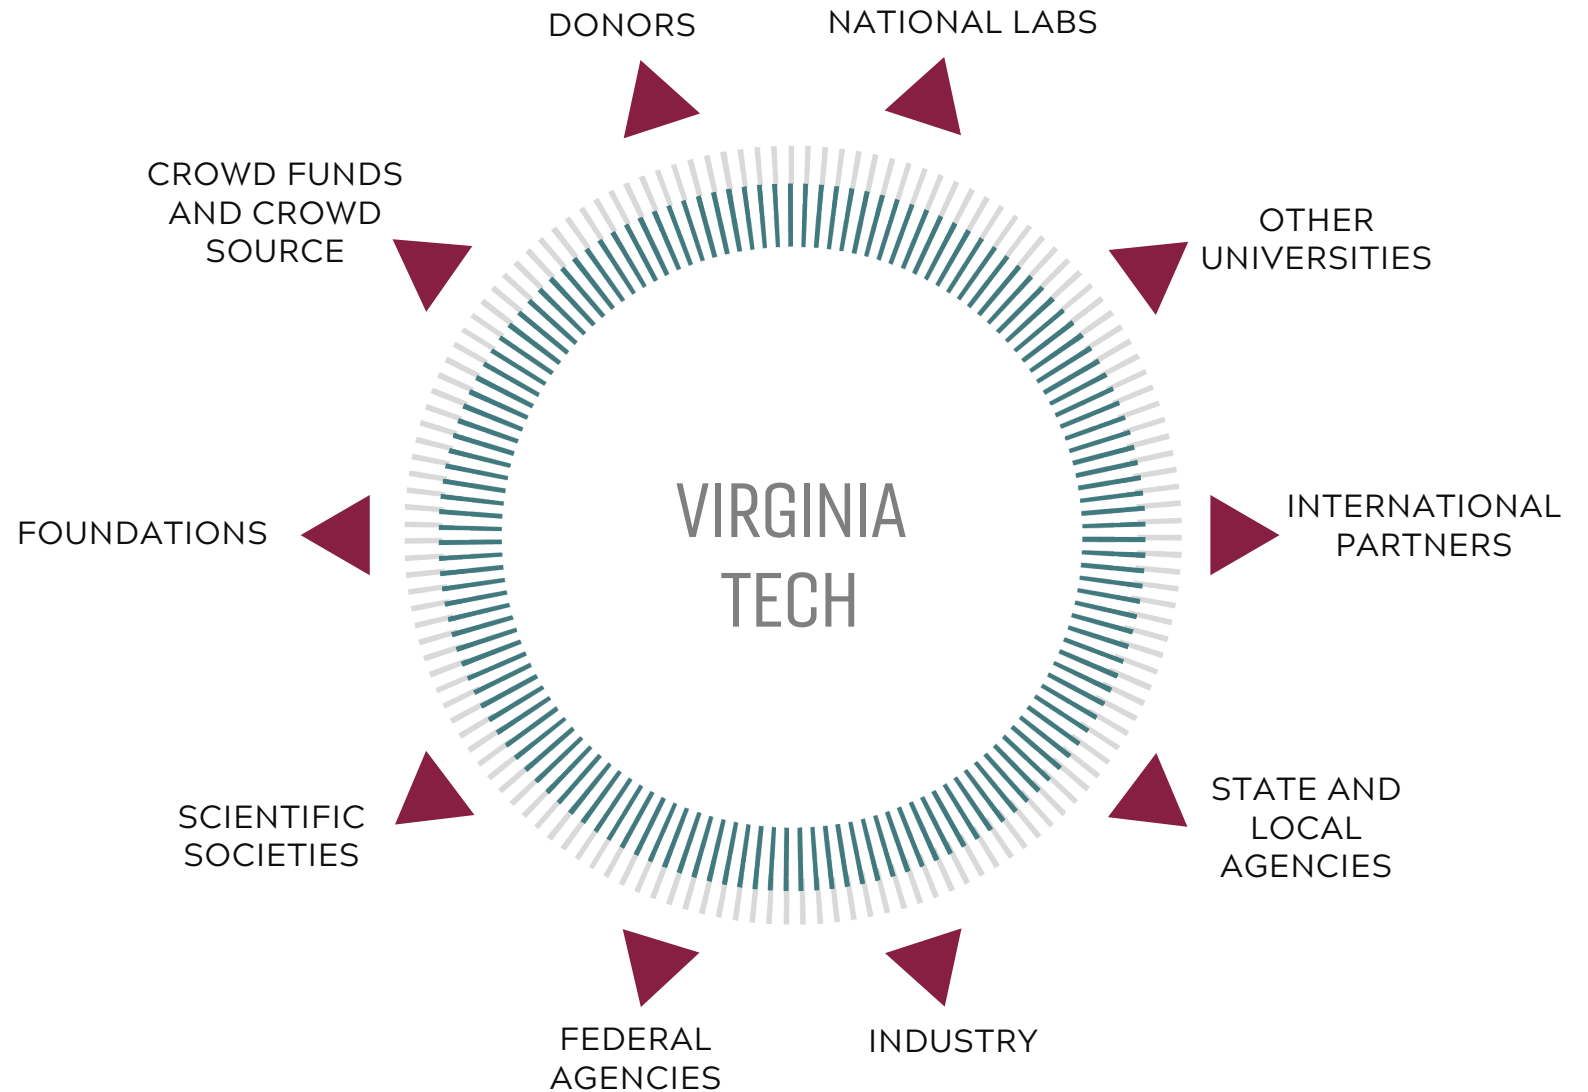 DONORS
NATIONAL LABS
CROWD FUNDS
AND CROWD
SOURCE
OTHER
UNIVERSITIES
FOUNDATIONS
VIRGINIA
TECH
INTERNATIONAL
PARTNERS
SCIENTIFIC
SOCIETIES
STATE AND
LOCAL
AGENCIES
FEDERAL
AGENCIES
INDUSTRY